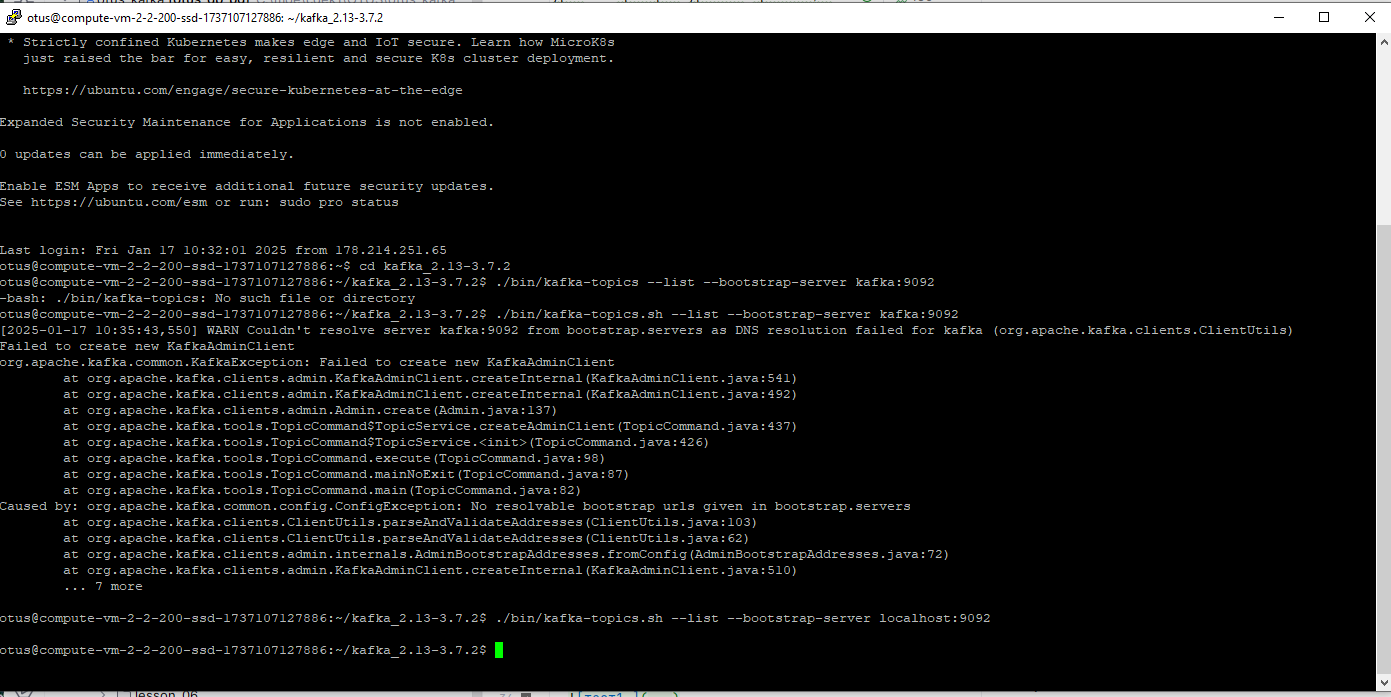 otus@compute-vm-2-2-200-ssd-1737107127886: ~/kafka_2.13-3.7.2
 * Strictly confined Kubernetes makes edge and IoT secure. Learn how MicroK8s
   just raised the bar for easy, resilient and secure K8s cluster deployment.
   https://ubuntu.com/engage/secure-kubernetes-at-the-edge
Expanded Security Maintenance for Applications is not enabled.
0 updates can be applied immediately.
Enable ESM Apps to receive additional future security updates.
See https://ubuntu.com/esm or run: sudo pro status
Last login: Fri Jan 17 10:32:01 2025 from 178.214.251.65
otus@compute-vm-2-2-200-ssd-1737107127886:~$ cd kafka_2.13-3.7.2
otus@compute-vm-2-2-200-ssd-1737107127886:~/kafka_2.13-3.7.2$ ./bin/kafka-topics --list --bootstrap-server kafka:9092
-bash: ./bin/kafka-topics: No such file or directory
otus@compute-vm-2-2-200-ssd-1737107127886:~/kafka_2.13-3.7.2$ ./bin/kafka-topics.sh --list --bootstrap-server kafka:9092
[2025-01-17 10:35:43,550] WARN Couldn't resolve server kafka:9092 from bootstrap.servers as DNS resolution failed for kafka (org.apache.kafka.clients.ClientUtils)
Failed to create new KafkaAdminClient
org.apache.kafka.common.KafkaException: Failed to create new KafkaAdminClient
        at org.apache.kafka.clients.admin.KafkaAdminClient.createInternal(KafkaAdminClient.java:541)
        at org.apache.kafka.clients.admin.KafkaAdminClient.createInternal(KafkaAdminClient.java:492)
        at org.apache.kafka.clients.admin.Admin.create(Admin.java:137)
        at org.apache.kafka.tools.TopicCommand$TopicService.createAdminClient(TopicCommand.java:437)
        at org.apache.kafka.tools.TopicCommand$TopicService.<init>(TopicCommand.java:426)
        at org.apache.kafka.tools.TopicCommand.execute(TopicCommand.java:98)
        at org.apache.kafka.tools.TopicCommand.mainNoExit(TopicCommand.java:87)
        at org.apache.kafka.tools.TopicCommand.main(TopicCommand.java:82)
Caused by: org.apache.kafka.common.config.ConfigException: No resolvable bootstrap urls given in bootstrap.servers
        at org.apache.kafka.clients.ClientUtils.parseAndValidateAddresses(ClientUtils.java:103)
        at org.apache.kafka.clients.ClientUtils.parseAndValidateAddresses(ClientUtils.java:62)
        at org.apache.kafka.clients.admin.internals.AdminBootstrapAddresses.fromConfig(AdminBootstrapAddresses.java:72)
        at org.apache.kafka.clients.admin.KafkaAdminClient.createInternal(KafkaAdminClient.java:510)
        ... 7 more
otus@compute-vm-2-2-200-ssd-1737107127886:~/kafka_2.13-3.7.2$ ./bin/kafka-topics.sh --list --bootstrap-server localhost:9092
otus@compute-vm-2-2-200-ssd-1737107127886:~/kafka_2.13-3.7.2$